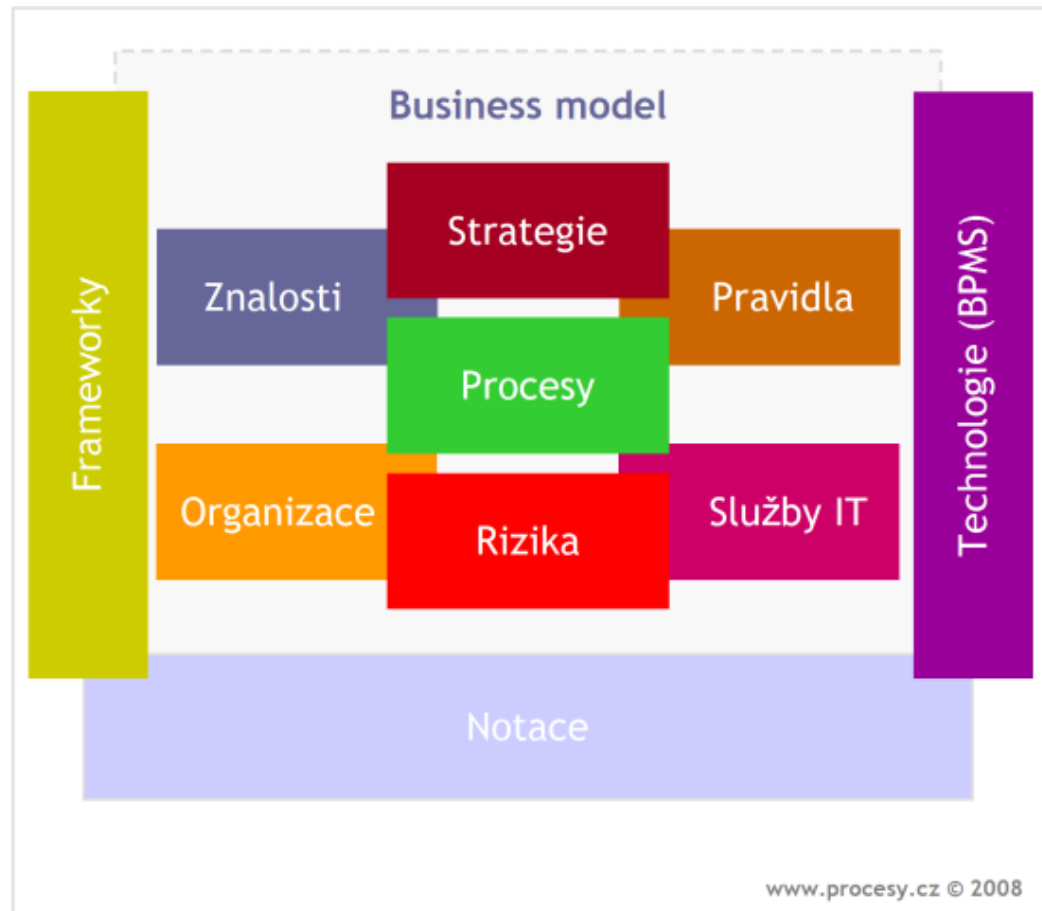 Business model
Strategie
Znalosti
Pravidla
Procesy
Organizace
Služby IT
Rizika
Frameworky
Technologie (BPMS)
Notace
www.procesy.cz © 2008